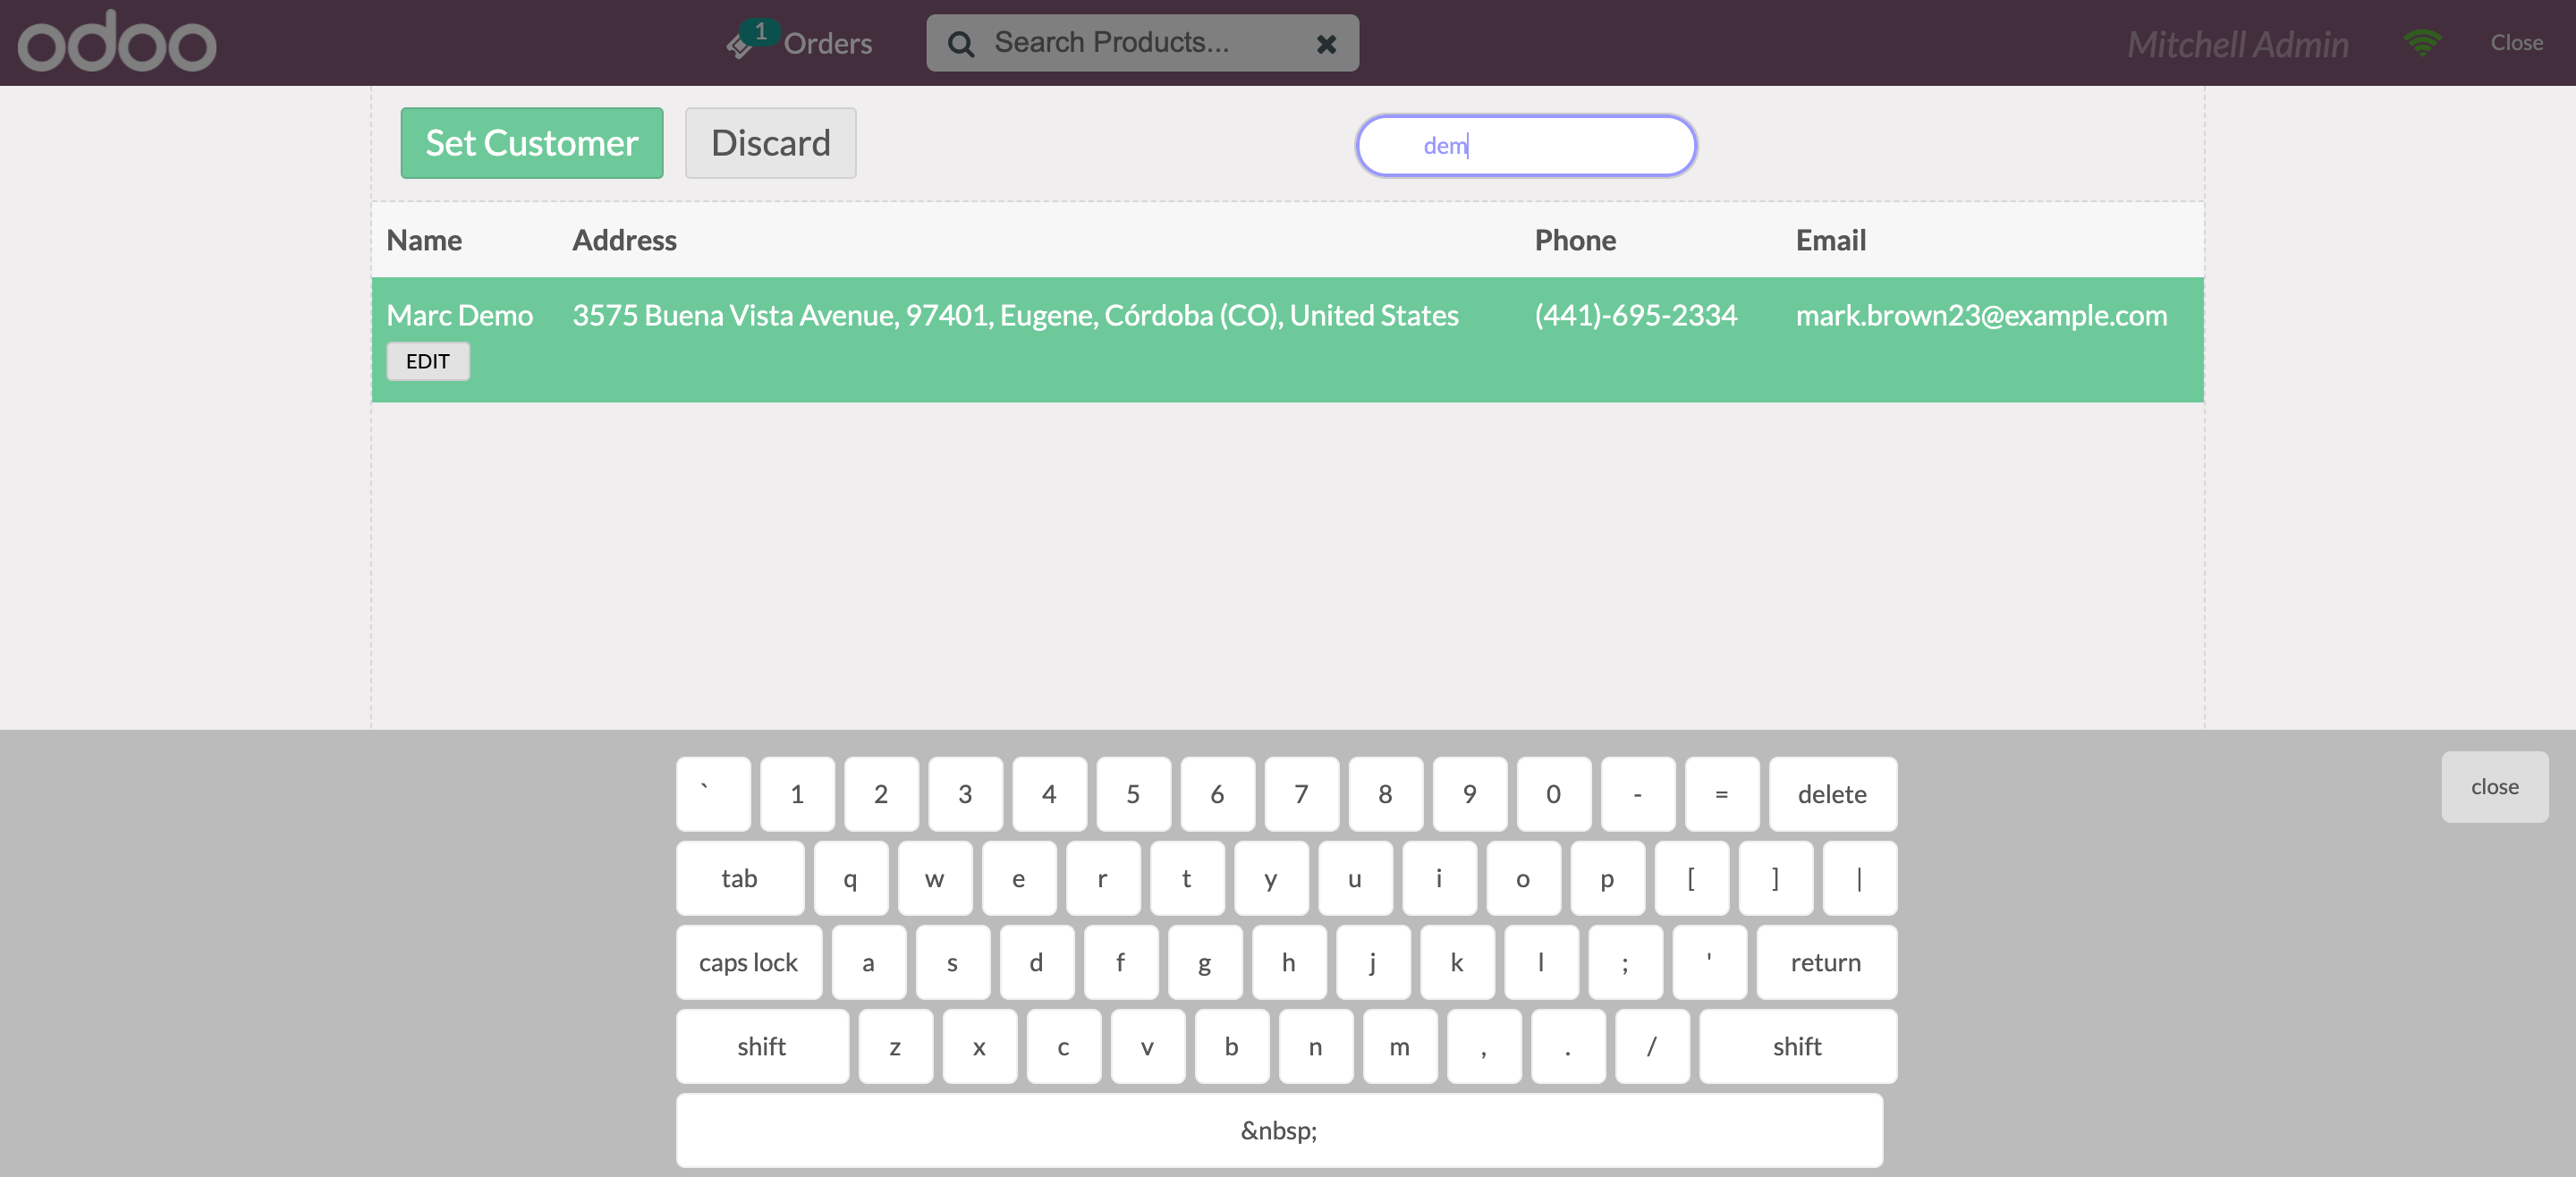 odoo
1 Orders
Search Products...
Mitchell Admin
Close
Set Customer
Discard
dem
Name Address Phone Email
Marc Demo 3575 Buena Vista Avenue, 97401, Eugene, Córdoba (CO), United States (441)-695-2334 mark.brown23@example.com
EDIT
close
` 1 2 3 4 5 6 7 8 9 0 - = delete
tab q w e r t y u i o p [ ] |
caps lock a s d f g h j k l ; ' return
shift z x c v b n m , . / shift
&nbsp;